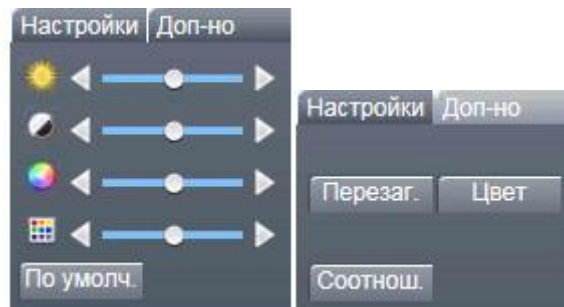 Настройки Доп-но
По умолч.
Настройки Доп-но
Перезаг. Цвет
Соотнош.